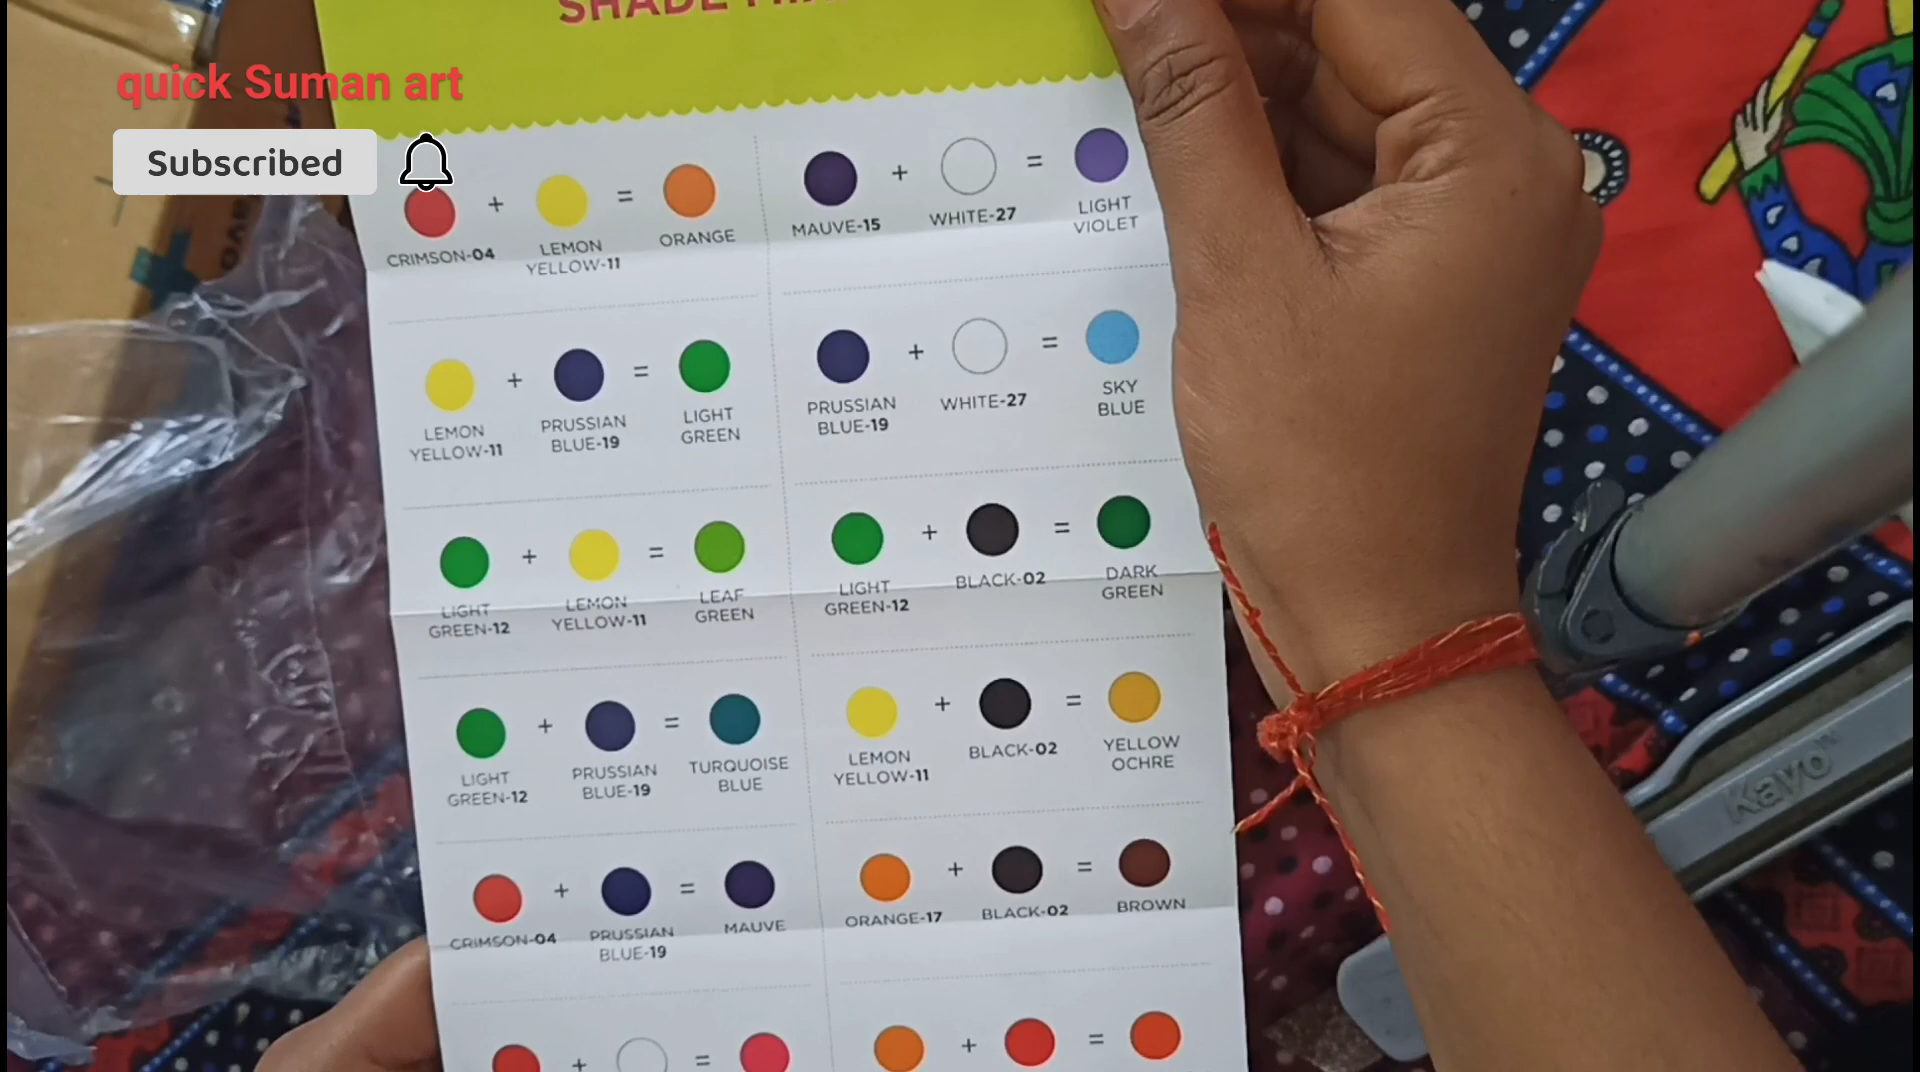 SHADE
quick Suman art
Subscribed
CRIMSON-04 + LEMON YELLOW-11 = ORANGE
MAUVE-15 + WHITE-27 = LIGHT VIOLET
LEMON YELLOW-11 + PRUSSIAN BLUE-19 = LIGHT GREEN
PRUSSIAN BLUE-19 + WHITE-27 = SKY BLUE
LIGHT GREEN-12 + LEMON YELLOW-11 = LEAF GREEN
LIGHT GREEN-12 + BLACK-02 = DARK GREEN
LIGHT GREEN-12 + PRUSSIAN BLUE-19 = TURQUOISE BLUE
LEMON YELLOW-11 + BLACK-02 = YELLOW OCHRE
CRIMSON-04 + PRUSSIAN BLUE-19 = MAUVE
ORANGE-17 + BLACK-02 = BROWN
+ =
+ =
kayo